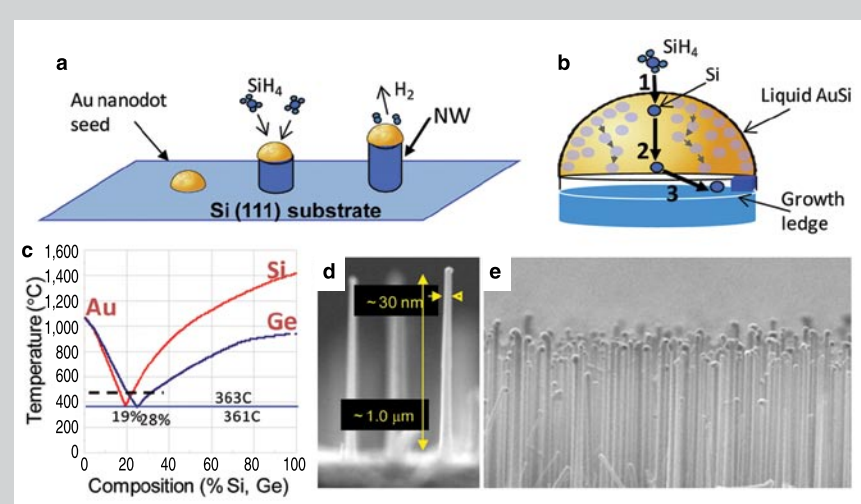 a
Au nanodot
seed
SiH4
H2
NW
Si (111) substrate
b
SiH4
1
Si
Liquid AuSi
2
3
Growth
ledge
c
Temperature (°C)
1,600
1,400
1,200
1,000
800
600
400
200
0
Au
Si
Ge
363C
361C
19%
28%
0 20 40 60 80 100
Composition (% Si, Ge)
d
~30 nm
~1.0 μm
e